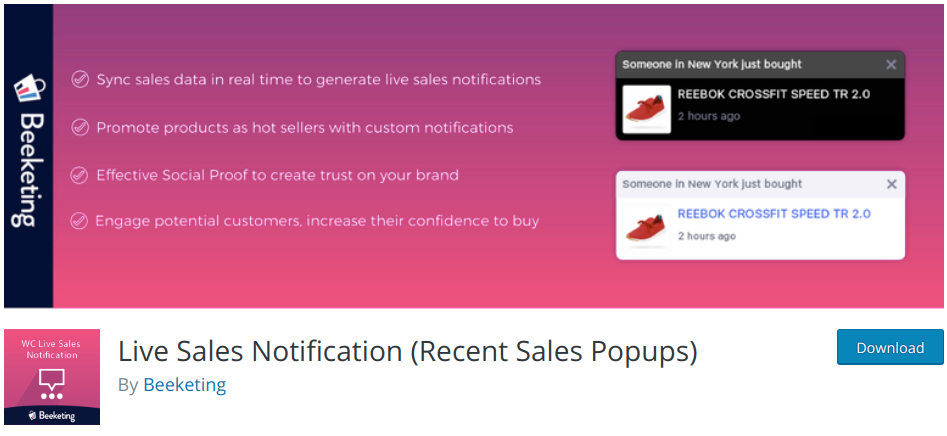 Beeketing
Sync sales data in real time to generate live sales notifications
Promote products as hot sellers with custom notifications
Effective Social Proof to create trust on your brand
Engage potential customers, increase their confidence to buy
Someone in New York just bought
REEBOK CROSSFIT SPEED TR 2.0
2 hours ago
Someone in New York just bought
REEBOK CROSSFIT SPEED TR 2.0
2 hours ago
WC Live Sales
Notification
Beeketing
Live Sales Notification (Recent Sales Popups)
By Beeketing
Download